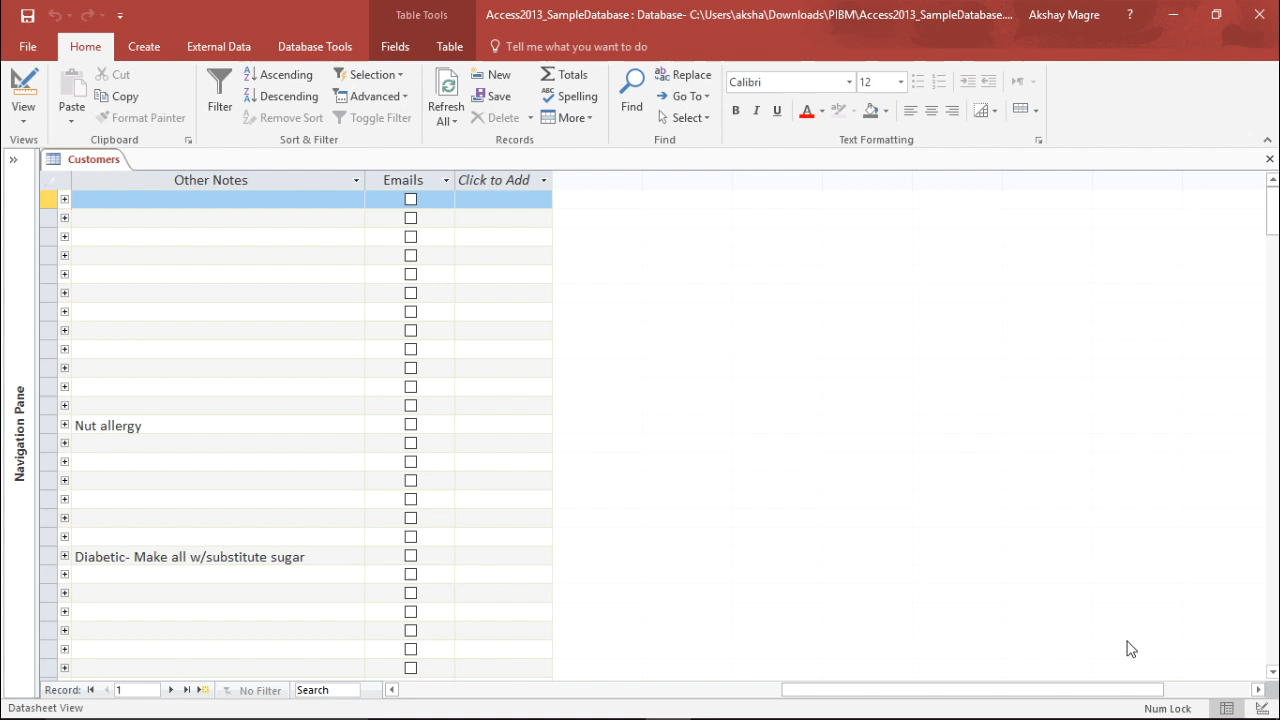 Table Tools
Access2013_SampleDatabase : Database- C:\Users\aksha\Downloads\PIBM\Access2013_SampleDatabase....
Akshay Magre
?
File
Home
Create
External Data
Database Tools
Fields
Table
Tell me what you want to do
View
Paste
Cut
Copy
Format Painter
Filter
Ascending
Descending
Remove Sort
Selection
Advanced
Toggle Filter
Refresh All
New
Save
Delete
Totals
Spelling
More
Find
Replace
Go To
Select
Calibri
12
B I U
Views
Clipboard
Sort & Filter
Records
Find
Text Formatting
Customers
Other Notes Emails Click to Add
Nut allergy
Diabetic- Make all w/substitute sugar
Navigation Pane
Record: 1 No Filter Search
Datasheet View
Num Lock